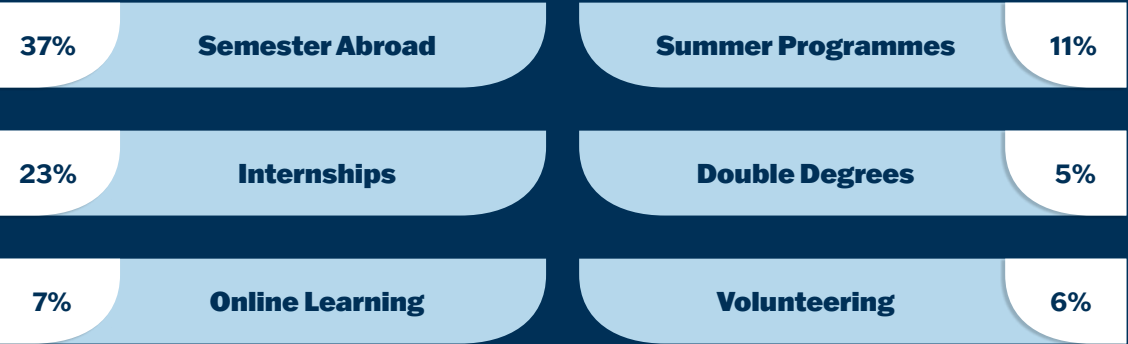 37% Semester Abroad Summer Programmes 11%
23% Internships Double Degrees 5%
7% Online Learning Volunteering 6%